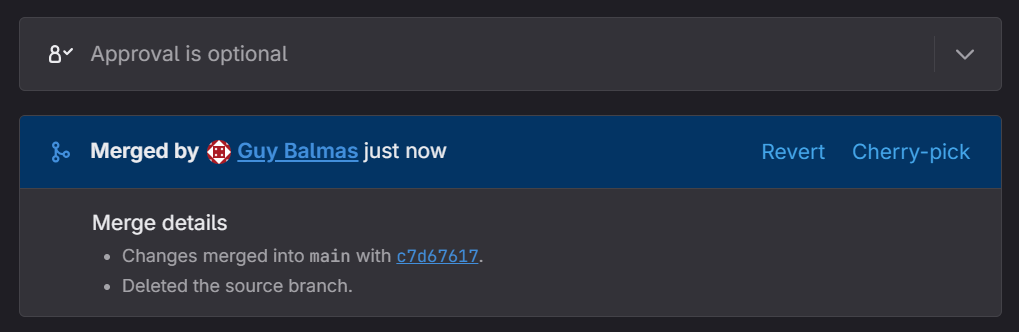 Approval is optional
Merged by Guy Balmas just now
Revert Cherry-pick
Merge details
Changes merged into main with c7d67617.
Deleted the source branch.